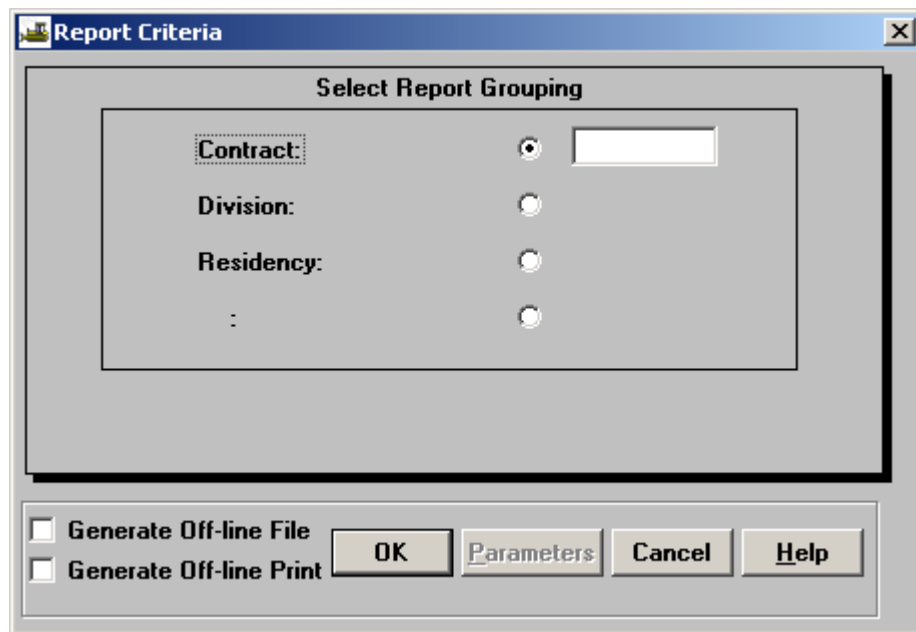 Report Criteria
Select Report Grouping
Contract:
Division:
Residency:
:
Generate Off-line File
Generate Off-line Print
OK
Parameters
Cancel
Help